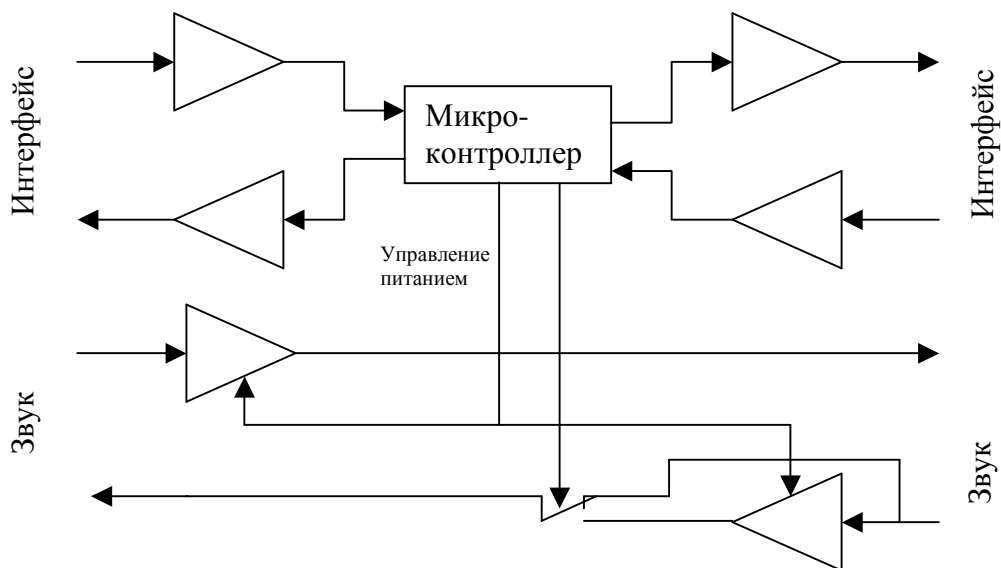 Интерфейс
Микро-
контроллер
Интерфейс
Управление
питанием
Звук
Звук